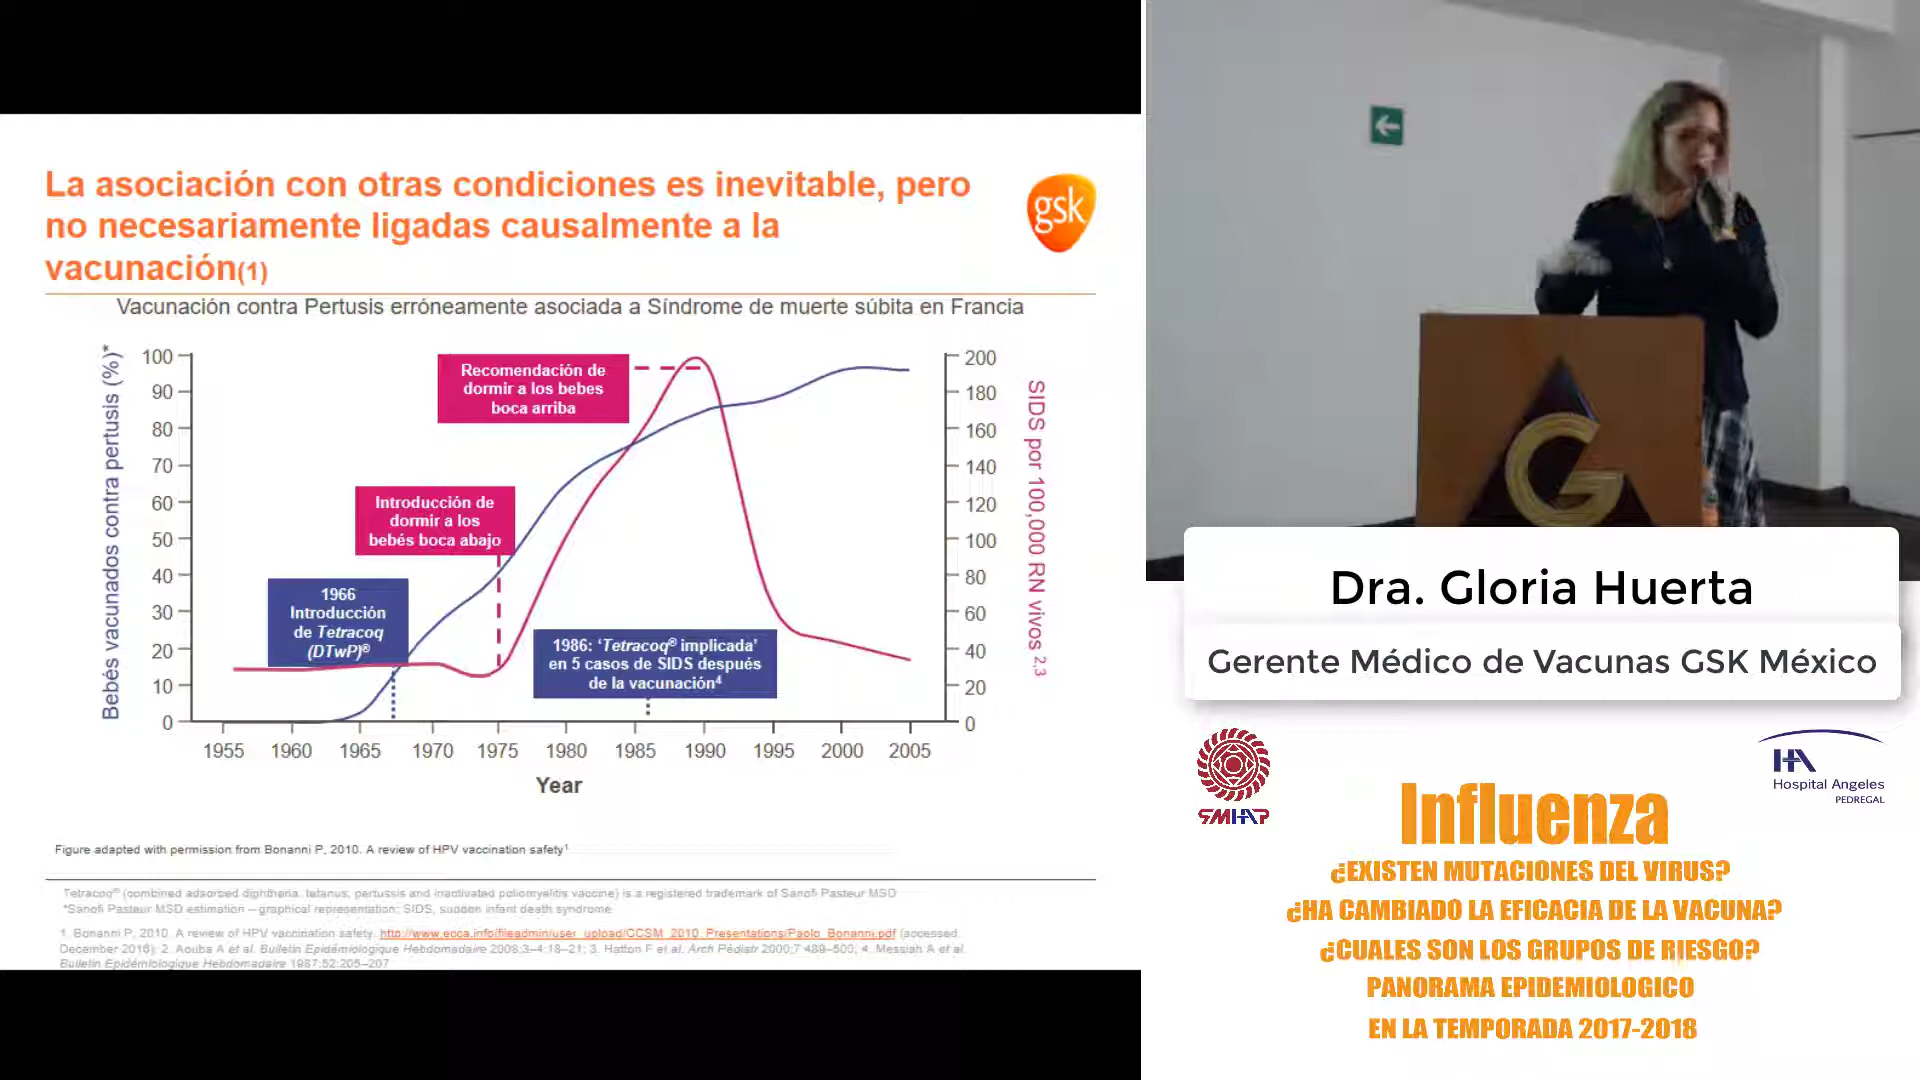 La asociación con otras condiciones es inevitable, pero
no necesariamente ligadas causalmente a la
vacunación(1)
gsk
Vacunación contra Pertusis erróneamente asociada a Síndrome de muerte súbita en Francia
Bebés vacunados contra pertusis (%)*
100
90
80
70
60
50
40
30
20
10
0
Recomendación de
dormir a los bebes
boca arriba
Introducción de
dormir a los
bebés boca abajo
1966
Introducción
de Tetracoq
(DTwP)®
1986: ‘Tetracoq® implicada’
en 5 casos de SIDS después
de la vacunación⁴
200
180
160
140
120
100
80
60
40
20
0
SIDS por 100,000 RN vivos ²,³
1955 1960 1965 1970 1975 1980 1985 1990 1995 2000 2005
Year
Figure adapted with permission from Bonanni P, 2010. A review of HPV vaccination safety¹
Tetracoq® (combined adsorbed diphtheria, tetanus, pertussis and inactivated poliomyelitis vaccine) is a registered trademark of Sanofi Pasteur MSD
*Sanofi Pasteur MSD estimation – graphical representation; SIDS, sudden infant death syndrome
1. Bonanni P, 2010. A review of HPV vaccination safety. http://www.ecca.info/fileadmin/user_upload/CCSM_2010_Presentations/Paolo_Bonanni.pdf (accessed
December 2016); 2. Aouba A et al. Bulletin Epidémiologique Hebdomadaire 2008;3–4:18–21; 3. Hatton F et al. Arch Pédiatr 2000;7:489–500; 4. Messiah A et al.
Bulletin Epidémiologique Hebdomadaire 1987;52:205–207
G
Dra. Gloria Huerta
Gerente Médico de Vacunas GSK México
SMHAP
HA
Hospital Angeles
PEDREGAL
Influenza
¿EXISTEN MUTACIONES DEL VIRUS?
¿HA CAMBIADO LA EFICACIA DE LA VACUNA?
¿CUALES SON LOS GRUPOS DE RIESGO?
PANORAMA EPIDEMIOLOGICO
EN LA TEMPORADA 2017-2018